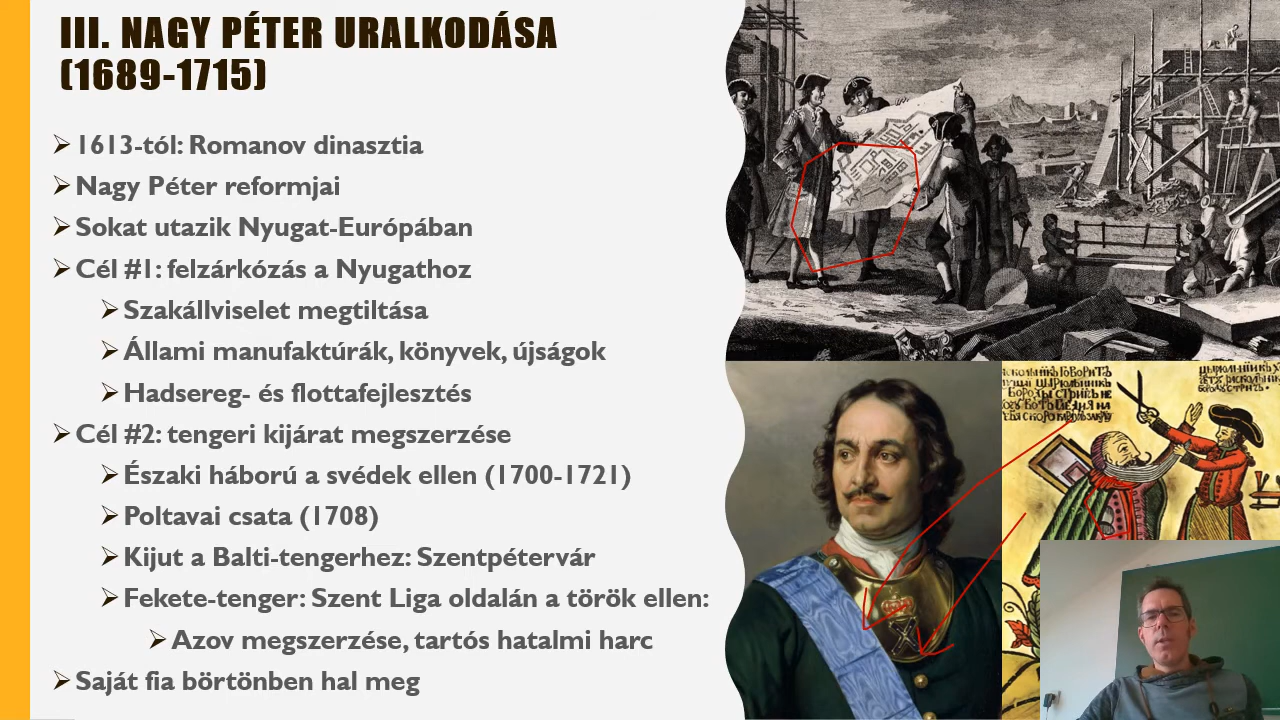 III. NAGY PÉTER URALKODÁSA
(1689-1715)
1613-tól: Romanov dinasztia
Nagy Péter reformjai
Sokat utazik Nyugat-Európában
Cél #1: felzárkózás a Nyugathoz
Szakállviselet megtiltása
Állami manufaktúrák, könyvek, újságok
Hadsereg- és flottafejlesztés
Cél #2: tengeri kijárat megszerzése
Északi háború a svédek ellen (1700-1721)
Poltavai csata (1708)
Kijut a Balti-tengerhez: Szentpétervár
Fekete-tenger: Szent Liga oldalán a török ellen:
Azov megszerzése, tartós hatalmi harc
Saját fia börtönben hal meg